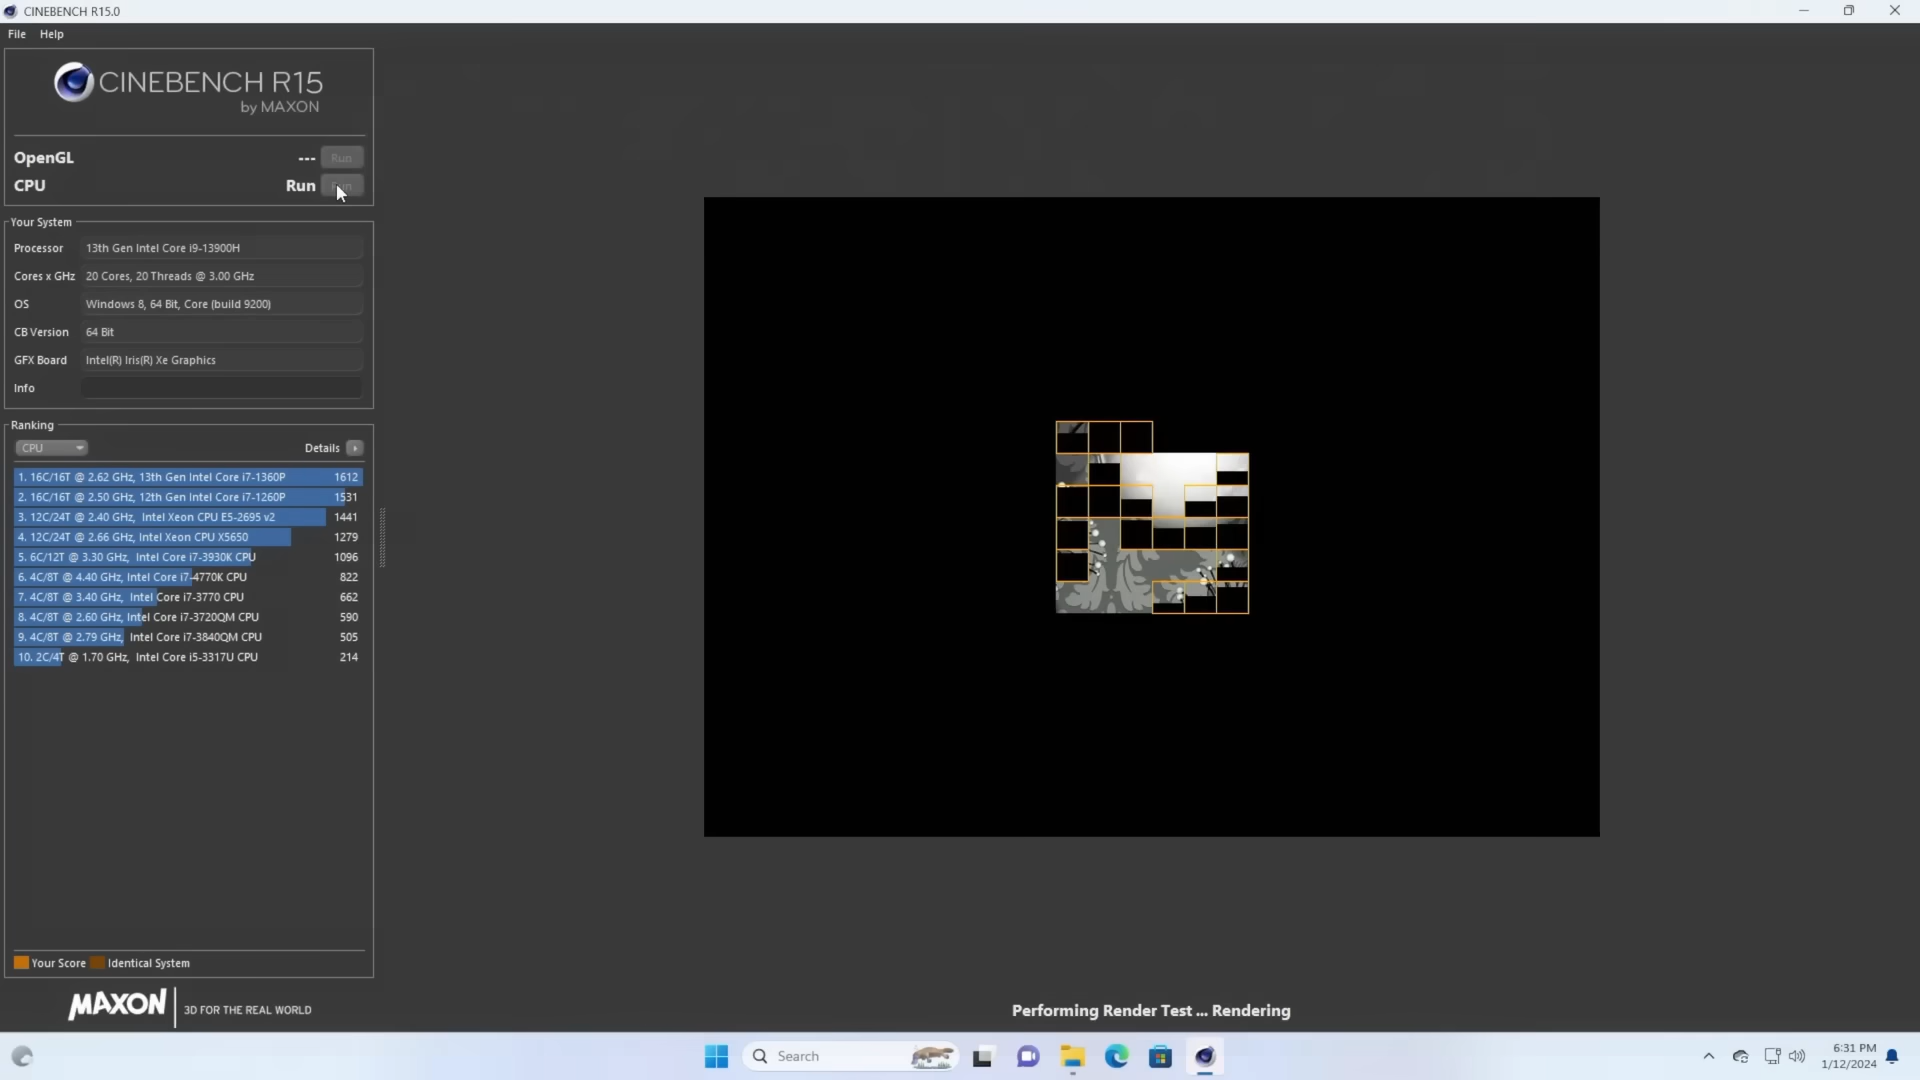 CINEBENCH R15.0
File Help
CINEBENCH R15
by MAXON
OpenGL --- Run
CPU Run
Your System
Processor 13th Gen Intel Core i9-13900H
Cores x GHz 20 Cores, 20 Threads @ 3.00 GHz
OS Windows 8, 64 Bit, Core (build 9200)
CB Version 64 Bit
GFX Board Intel(R) Iris(R) Xe Graphics
Info
Ranking
CPU Details
1. 16C/16T @ 2.62 GHz, 13th Gen Intel Core i7-1360P 1612
2. 16C/16T @ 2.50 GHz, 12th Gen Intel Core i7-1260P 1531
3. 12C/24T @ 2.40 GHz, Intel Xeon CPU E5-2695 v2 1441
4. 12C/24T @ 2.66 GHz, Intel Xeon CPU X5650 1279
5. 6C/12T @ 3.30 GHz, Intel Core i7-3930K CPU 1096
6. 4C/8T @ 4.40 GHz, Intel Core i7-4770K CPU 822
7. 4C/8T @ 3.40 GHz, Intel Core i7-3770 CPU 662
8. 4C/8T @ 2.60 GHz, Intel Core i7-3720QM CPU 590
9. 4C/8T @ 2.79 GHz, Intel Core i7-3840QM CPU 505
10. 2C/4T @ 1.70 GHz, Intel Core i5-3317U CPU 214
Your Score Identical System
MAXON 3D FOR THE REAL WORLD
Performing Render Test ... Rendering
Search
6:31 PM
1/12/2024